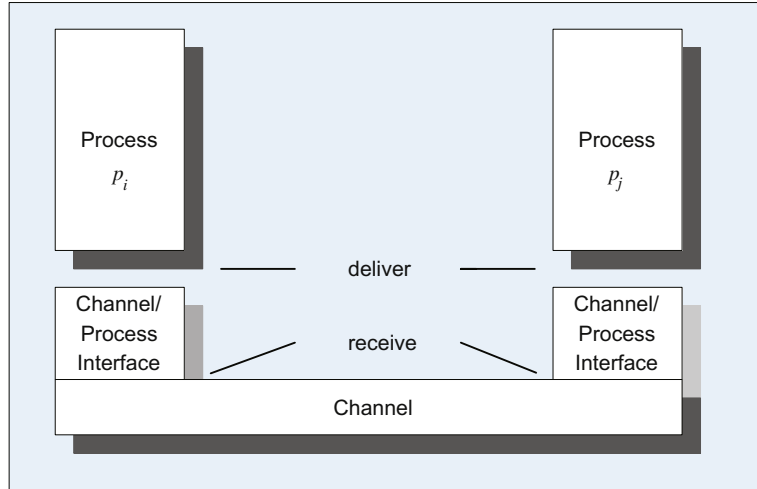 Process
p_i
Process
p_j
deliver
Channel/
Process
Interface
Channel/
Process
Interface
receive
Channel